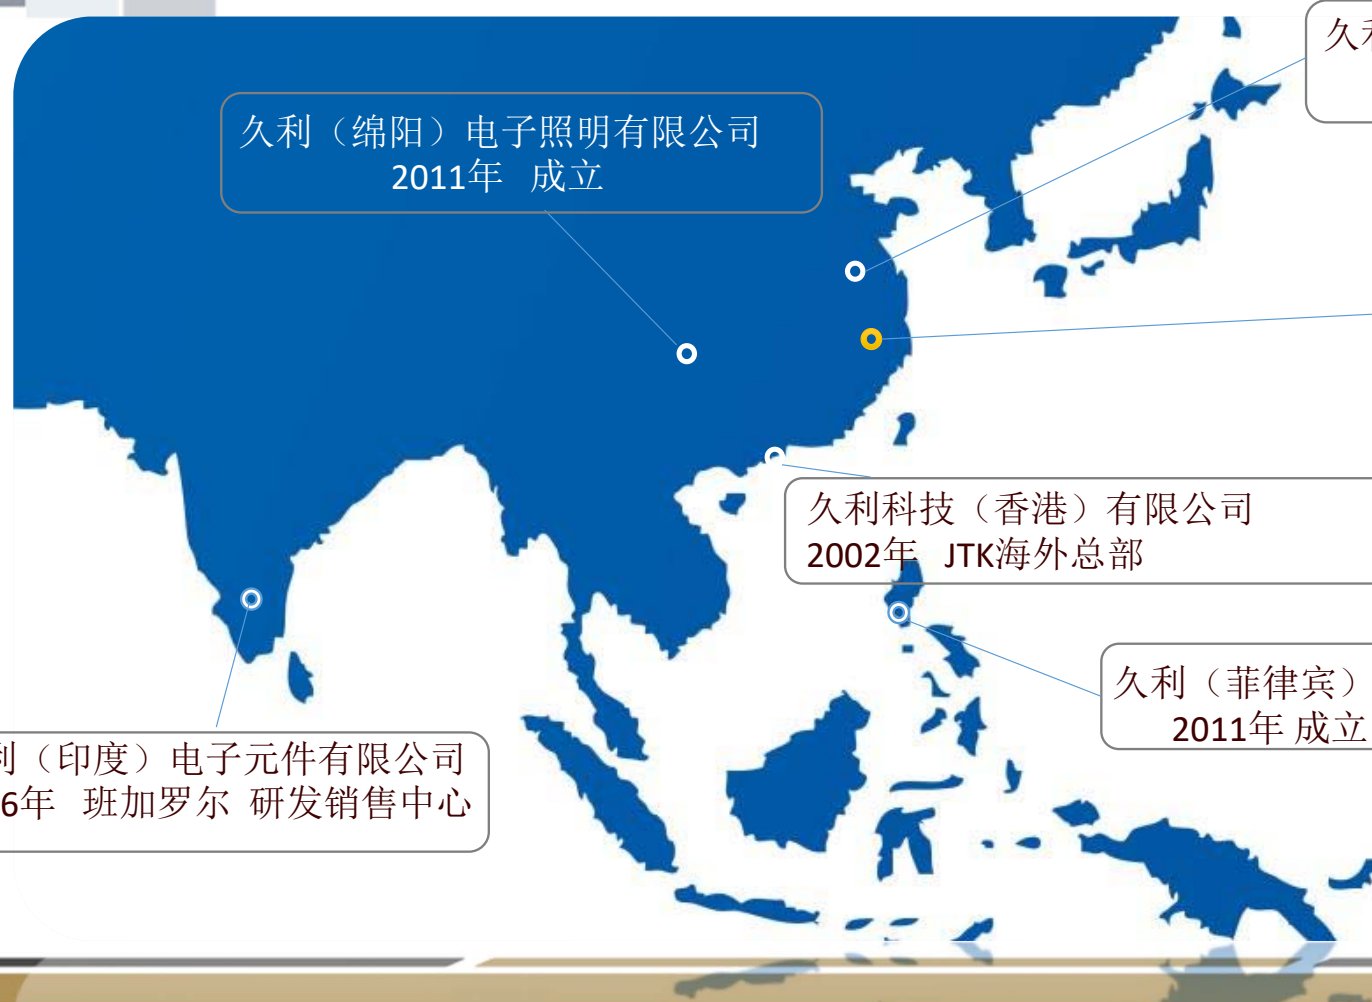 久
久利（绵阳）电子照明有限公司
2011年 成立
久利科技（香港）有限公司
2002年 JTK海外总部
久利（菲律宾）
2011年 成立
利（印度）电子元件有限公司
6年 班加罗尔 研发销售中心